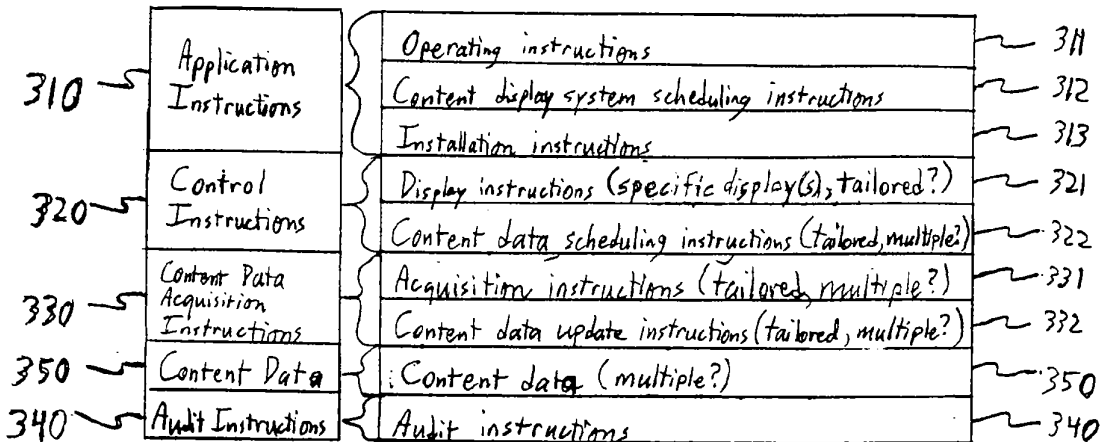 310
Application
Instructions
Operating instructions
311
Content display system scheduling instructions
312
Installation instructions
313
320
Control
Instructions
Display instructions (specific display(s), tailored?)
321
Content data scheduling instructions (tailored, multiple?)
322
330
Content Data
Acquisition
Instructions
Acquisition instructions (tailored, multiple?)
331
Content data update instructions (tailored, multiple?)
332
350
Content Data
Content data (multiple?)
350
340
Audit Instructions
Audit instructions
340